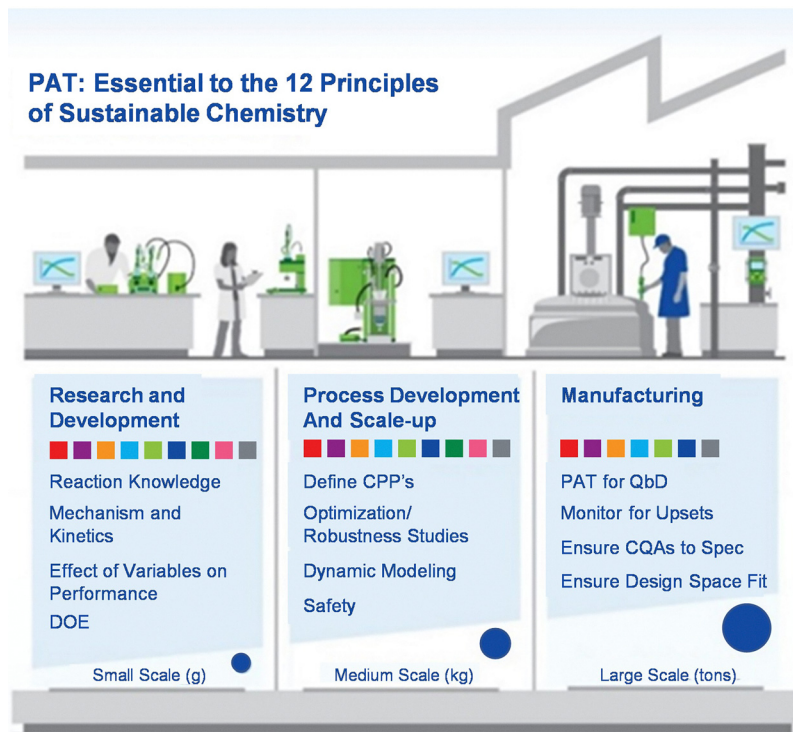 PAT: Essential to the 12 Principles
of Sustainable Chemistry
Research and
Development
Reaction Knowledge
Mechanism and
Kinetics
Effect of Variables on
Performance
DOE
Small Scale (g)
Process Development
And Scale-up
Define CPP's
Optimization/
Robustness Studies
Dynamic Modeling
Safety
Medium Scale (kg)
Manufacturing
PAT for QbD
Monitor for Upsets
Ensure CQAs to Spec
Ensure Design Space Fit
Large Scale (tons)